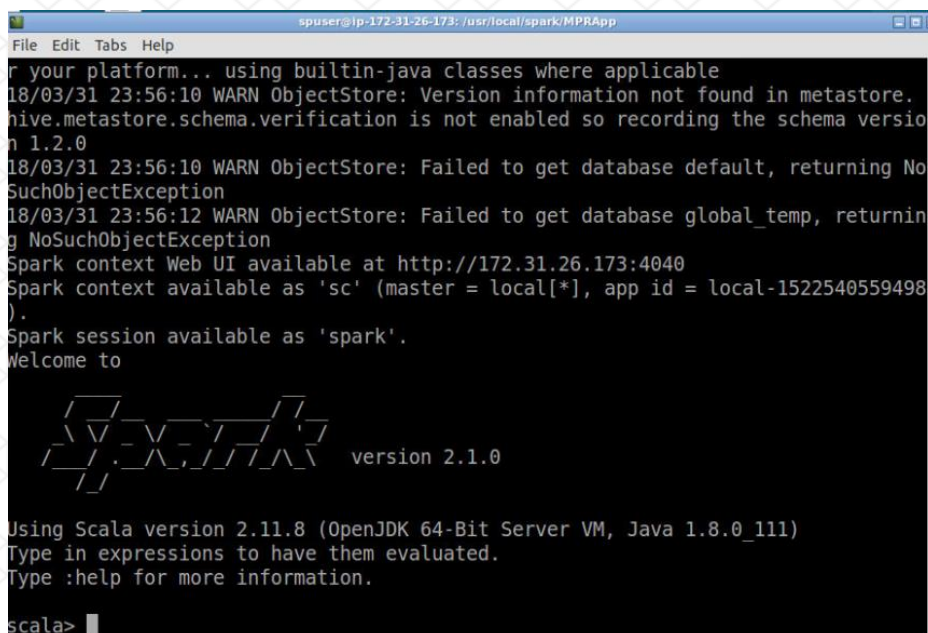 spuser@ip-172-31-26-173: /usr/local/spark/MPRApp
File Edit Tabs Help
r your platform... using builtin-java classes where applicable
18/03/31 23:56:10 WARN ObjectStore: Version information not found in metastore.
hive.metastore.schema.verification is not enabled so recording the schema versio
n 1.2.0
18/03/31 23:56:10 WARN ObjectStore: Failed to get database default, returning No
SuchObjectException
18/03/31 23:56:12 WARN ObjectStore: Failed to get database global_temp, returnin
g NoSuchObjectException
Spark context Web UI available at http://172.31.26.173:4040
Spark context available as 'sc' (master = local[*], app id = local-1522540559498
).
Spark session available as 'spark'.
Welcome to
Spark version 2.1.0
Using Scala version 2.11.8 (OpenJDK 64-Bit Server VM, Java 1.8.0_111)
Type in expressions to have them evaluated.
Type :help for more information.
scala>